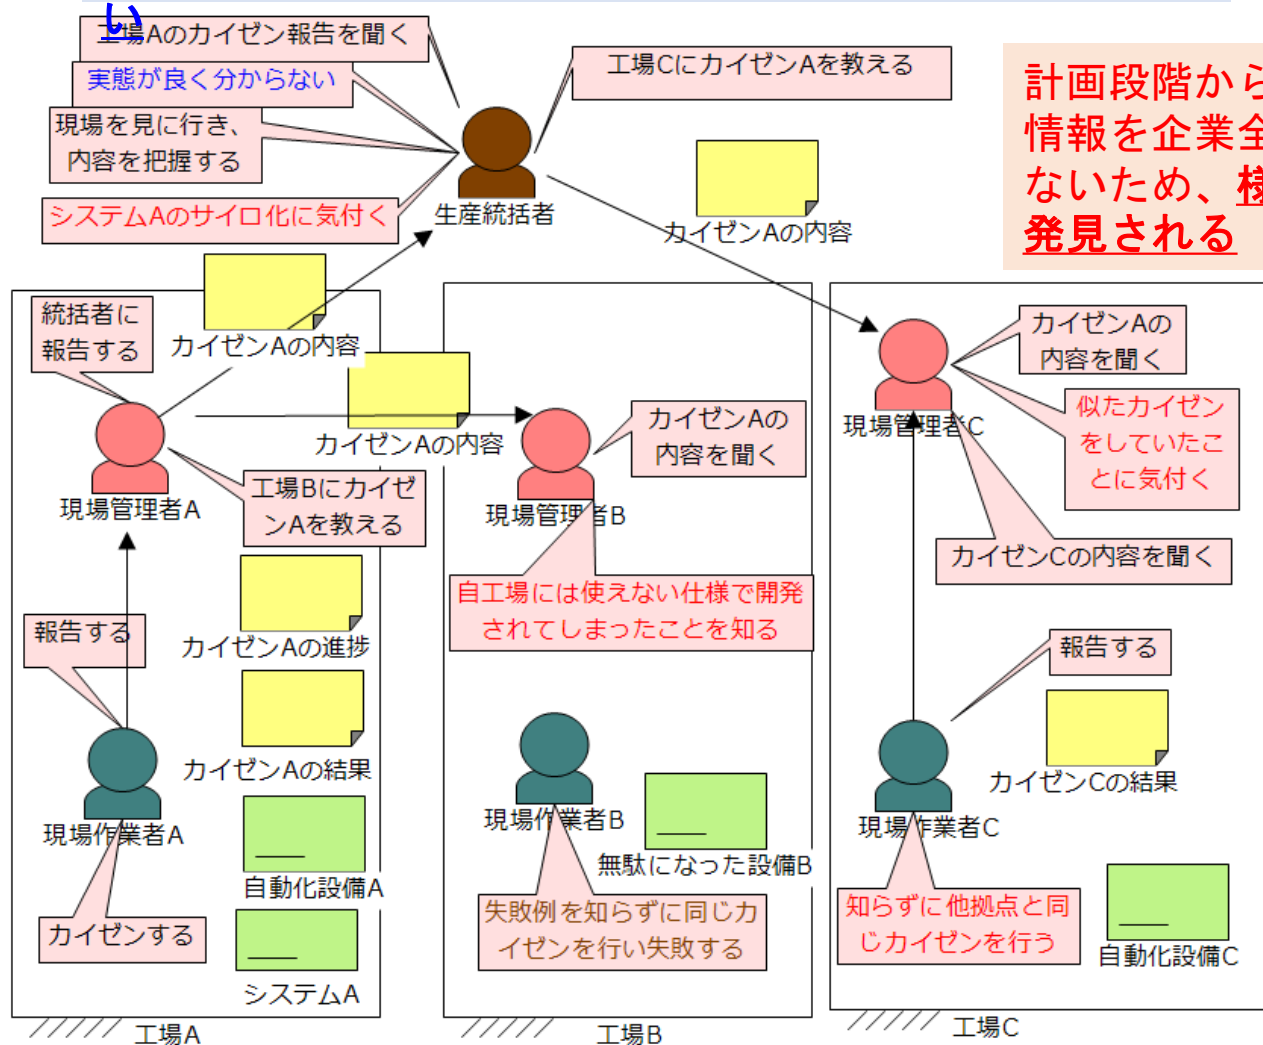 い
工場Aのカイゼン報告を聞く
実態が良く分からない
現場を見に行き、
内容を把握する
システムAのサイロ化に気付く
生産統括者
工場CにカイゼンAを教える
カイゼンAの内容
計画段階から
情報を企業全
ないため、様
発見される
統括者に
報告する
カイゼンAの内容
現場管理者A
工場Bにカイゼ
ンAを教える
カイゼンAの内容
報告する
カイゼンAの進捗
カイゼンAの結果
現場作業者A
自動化設備A
カイゼンする
システムA
工場A
カイゼンAの
内容を聞く
現場管理者B
自工場には使えない仕様で開発
されてしまったことを知る
現場作業者B
無駄になった設備B
失敗例を知らずに同じカ
イゼンを行い失敗する
工場B
カイゼンAの
内容を聞く
現場管理者C
似たカイゼン
をしていたこ
とに気付く
カイゼンCの内容を聞く
報告する
カイゼンCの結果
現場作業者C
知らずに他拠点と同
じカイゼンを行う
自動化設備C
工場C